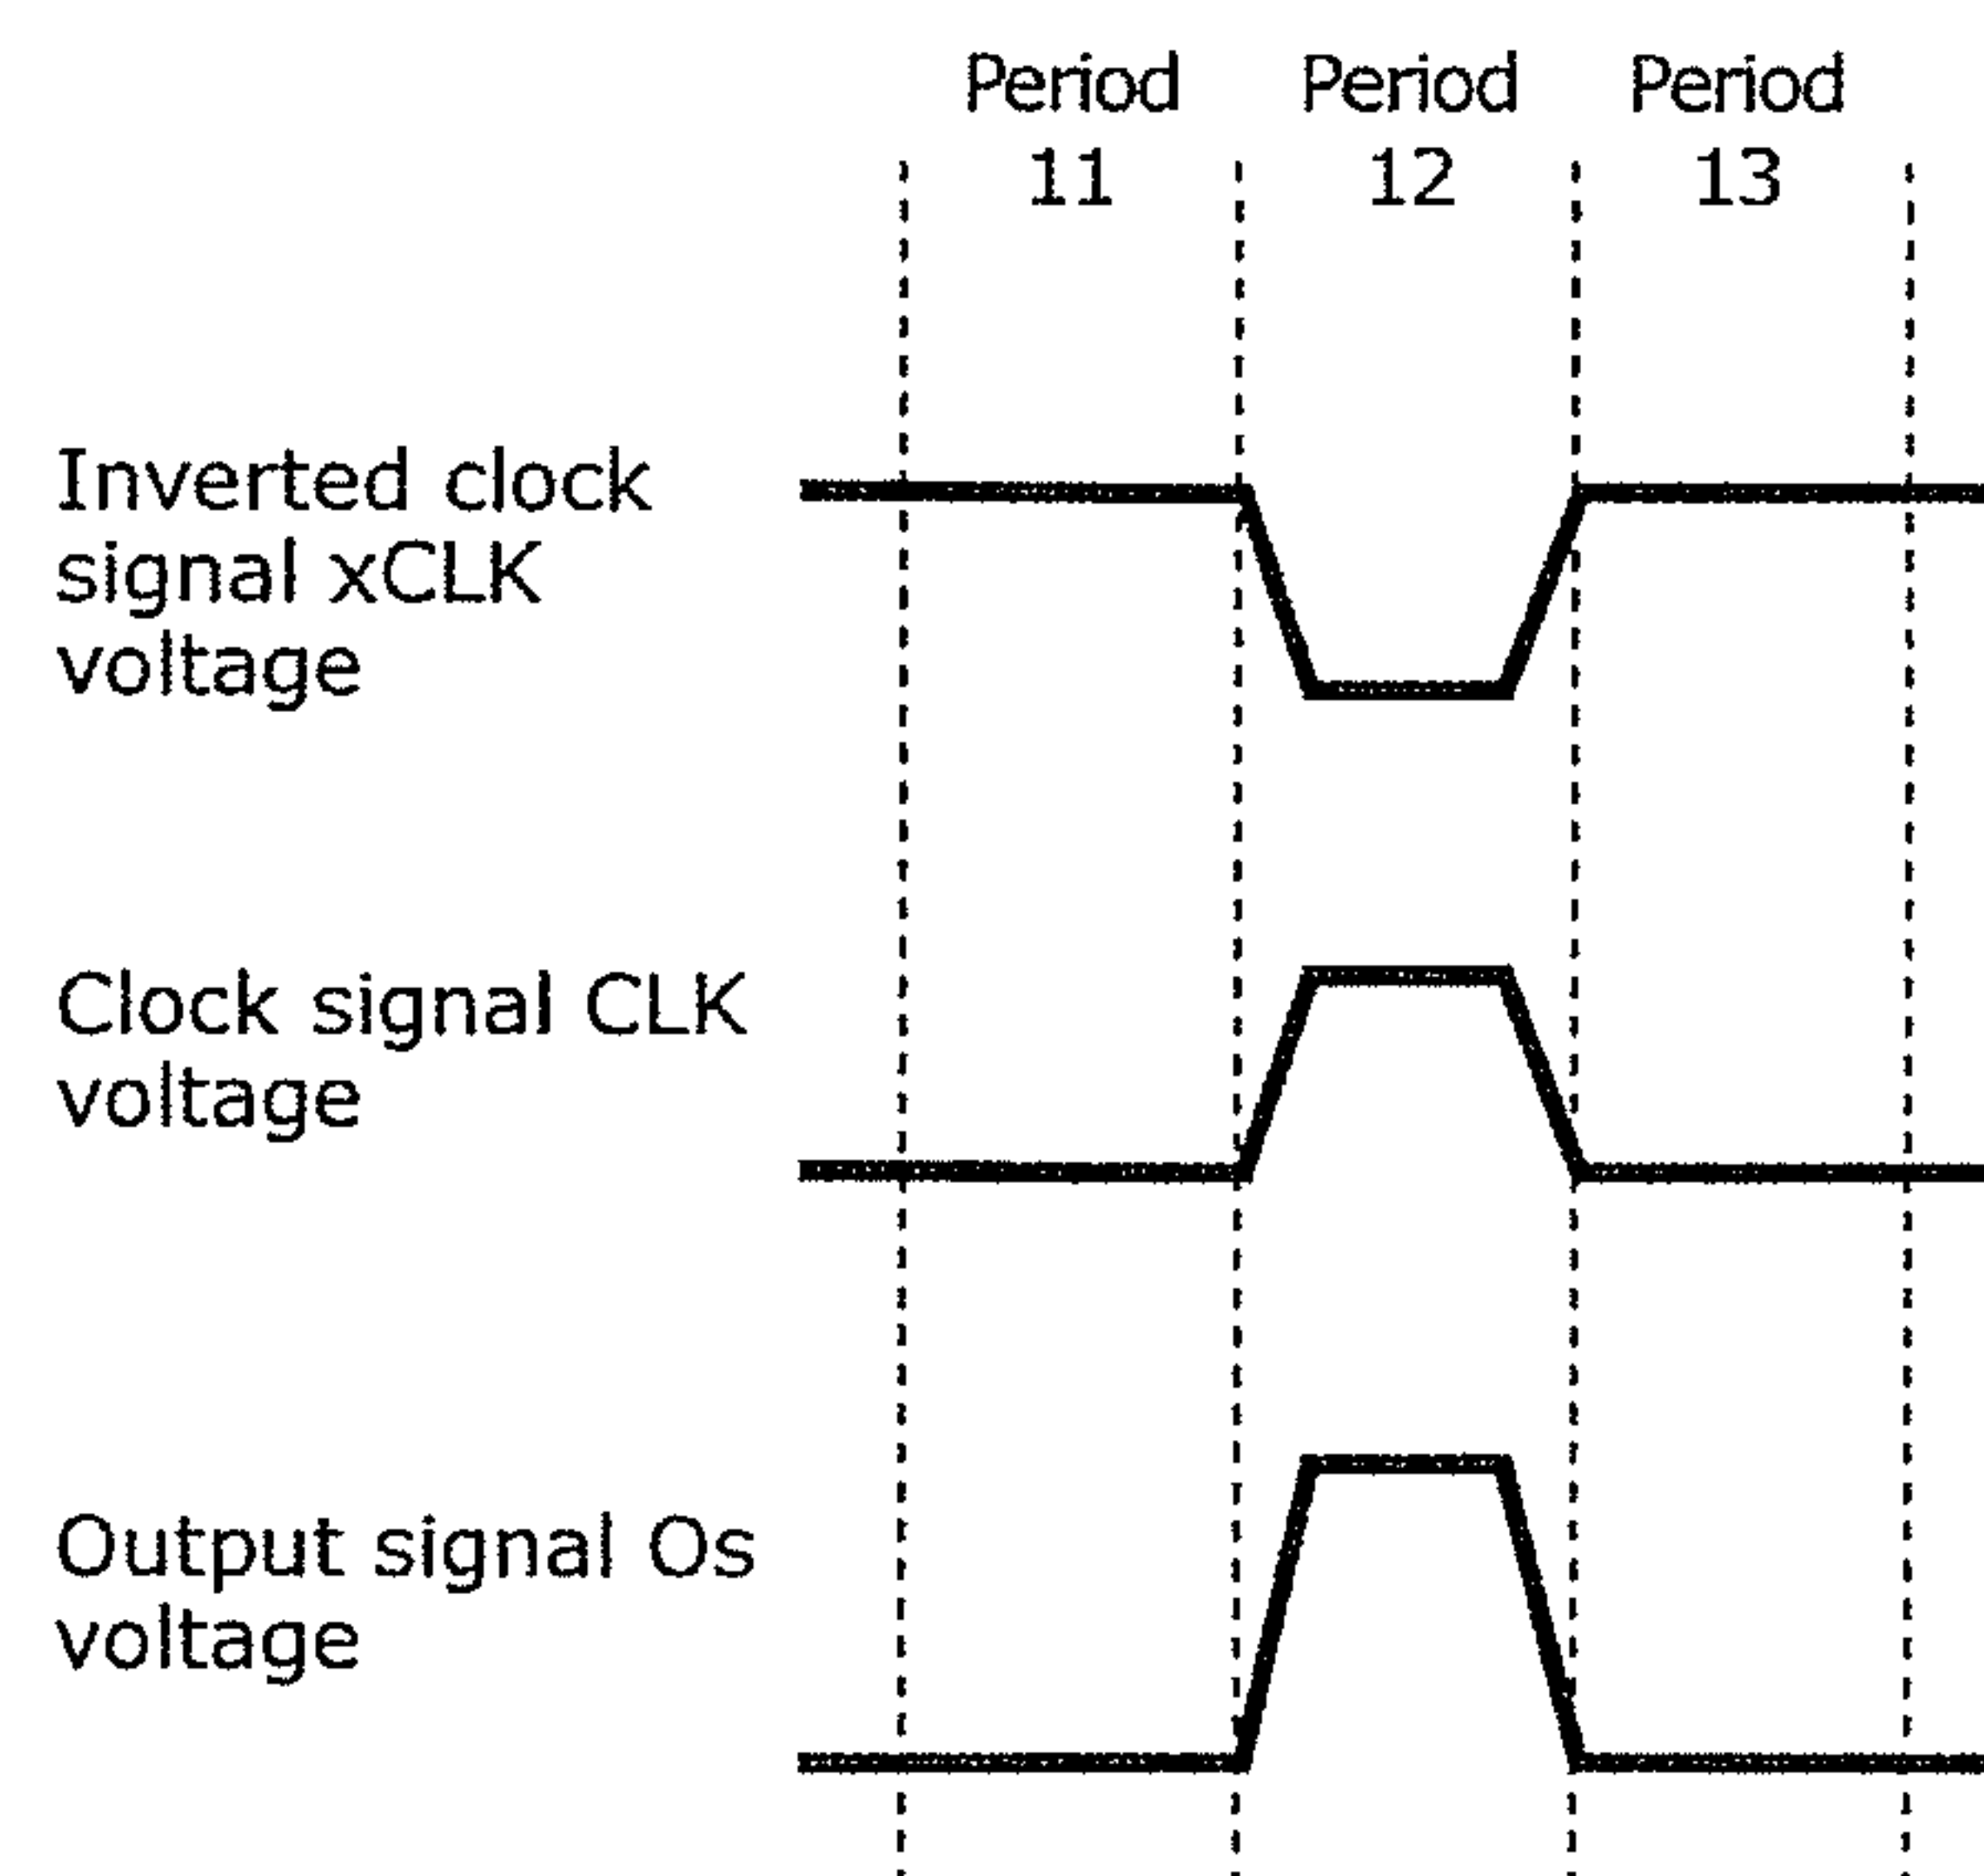 Period Period Period
11 12 13
Inverted clock
signal xCLK
voltage
Clock signal CLK
voltage
Output signal Os
voltage